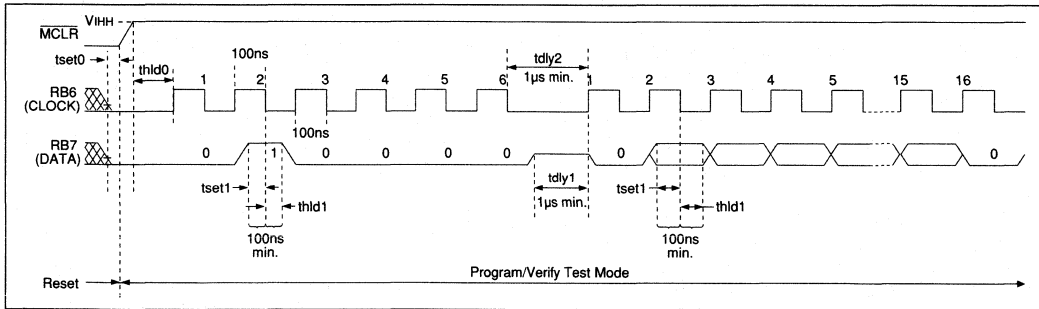 VIHH
MCLR
tset0
thld0
100ns
tdly2
1µs min.
1 2 3 4 5 6 1 2 3 4 5 15 16
RB6
(CLOCK)
100ns
RB7
(DATA)
0 1 0 0 0 0 0 0
tset1
thld1
tdly1
1µs min.
tset1
thld1
100ns
min.
100ns
min.
Reset
Program/Verify Test Mode